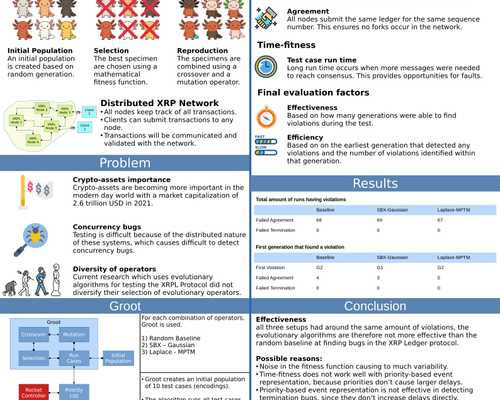 Initial Population
An initial population
is created based on
random generation.
Selection
The best specimen
are chosen using a
mathematical
fitness function.
Reproduction
The specimens are
combined using a
crossover and a
mutation operator.
Distributed XRP Network
•All nodes keep track of all transactions.
•Clients can submit transactions to any
node.
•Transactions will be communicated and
validated with the network.
Problem
Crypto-assets importance
Crypto-assets are becoming more important in the
modern day world with a market capitalization of
2.6 trillion USD in 2021.
Concurrency bugs
Testing is difficult because of the distributed nature
of these systems, which causes difficult to detect
concurrency bugs.
Diversity of operators
Current research which uses evolutionary
algorithms for testing the XRPL Protocol did not
diversify their selection of evolutionary operators.
Groot
Groot
Crossover
Mutation
Selection
Run
Cases
Initial
Population
Rocket
Controller
Priority
List
For each combination of operators,
Groot is used.
1) Random Baseline
2) SBX - Gaussian
3) Laplace - MPTM
•Groot creates an initial population
of 10 test cases (encodings).
•The algorithm runs all test cases
Agreement
All nodes submit the same ledger for the same sequence
number. This ensures no forks occur in the network.
Time-fitness
Test case run time
Long run time occurs when more messages were needed
to reach consensus. This provides opportunities for faults.
Final evaluation factors
Effectiveness
Based on how many generations were able to find
violations during the test.
FAST
SLOW
Efficiency
Based on the earliest generation that detected any
violations and the number of violations identified within
that generation.
Results
Total amount of runs having violations
Baseline SBX-Gaussian Laplace-MPTM
Failed Agreement
Failed Termination 0 0 0
First generation that found a violation
Baseline SBX-Gaussian Laplace-MPTM
First Violation G2 G1 G2
Failed Agreement 4 2 5
Failed Termination 0 0 0
Conclusion
Effectiveness
all three setups had around the same amount of violations, the
evolutionary algorithms are therefore not more effective than the
random baseline at finding bugs in the XRP Ledger protocol.
Possible reasons:
•Noise in the fitness function causing to much variability.
•Time-fitness does not work well with priority-based event
representation, because priorities don't cause larger delays.
•Priority-based event representation is not effective in detecting
termination bugs, since they don't increase delays directly.